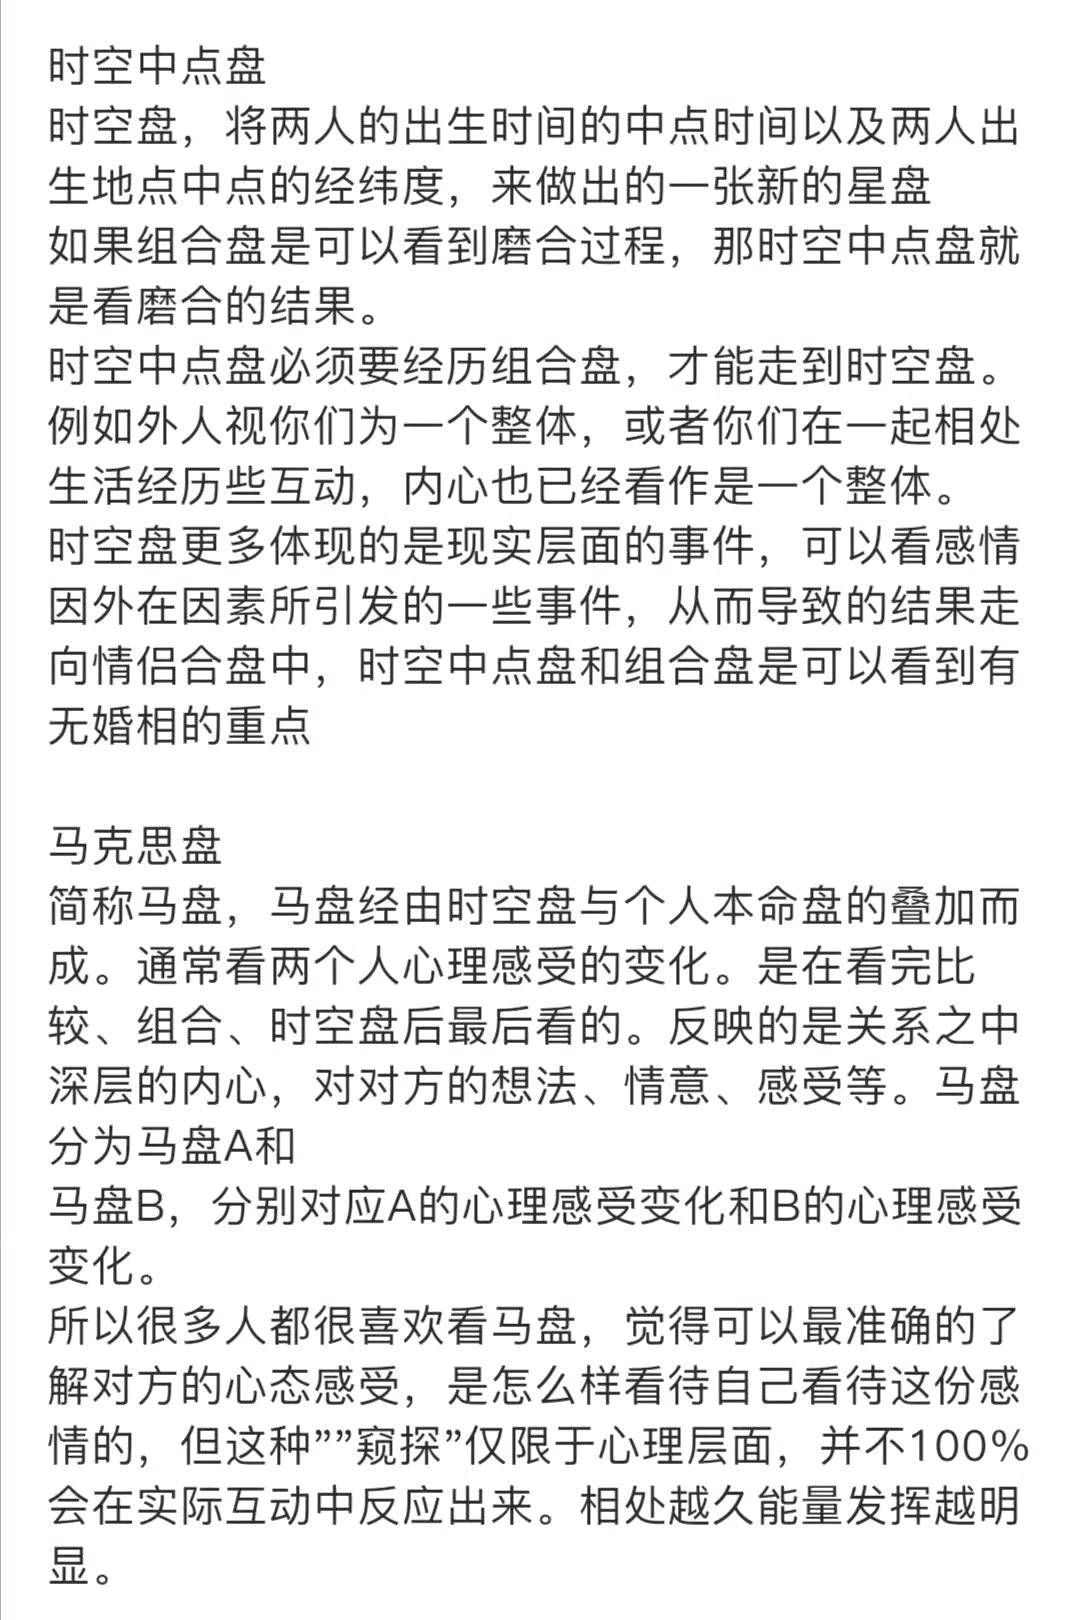 时空中点盘
时空盘，将两人的出生时间的中点时间以及两人出
生地点中点的经纬度，来做出的一张新的星盘
如果组合盘是可以看到磨合过程，那时空中点盘就
是看磨合的结果。
时空中点盘必须要经历组合盘，才能走到时空盘。
例如外人视你们为一个整体，或者你们在一起相处
生活经历些互动，内心也已经看作是一个整体。
时空盘更多体现的是现实层面的事件，可以看感情
因外在因素所引发的一些事件，从而导致的结果走
向情侣合盘中，时空中点盘和组合盘是可以看到有
无婚相的重点
马克思盘
简称马盘，马盘经由时空盘与个人本命盘的叠加而
成。通常看两个人心理感受的变化。是在看完比
较、组合、时空盘后最后看的。反映的是关系之中
深层的内心，对对方的想法、情意、感受等。马盘
分为马盘A和
马盘B，分别对应A的心理感受变化和B的心理感受
变化。
所以很多人都很喜欢看马盘，觉得可以最准确的了
解对方的心态感受，是怎么样看待自己看待这份感
情的，但这种””窥探”仅限于心理层面，并不100%
会在实际互动中反应出来。相处越久能量发挥越明
显。